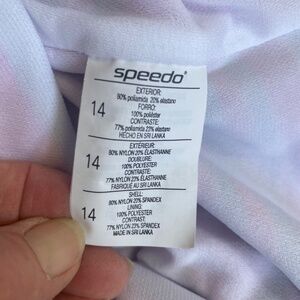 speedo
EXTERIOR:
80% poliamida 20% elastano
FORRO:
100% poliéster
CONTRASTE:
77% poliamida 23% elastano
HECHO EN SRI LANKA
14
EXTÉRIEUR:
80% NYLON 20% ÉLASTHANNE
DOUBLURE:
100% POLYESTER
CONTRASTE:
77% NYLON 23% ÉLASTHANNE
FABRIQUÉ AU SRI LANKA
14
SHELL:
80% NYLON 20% SPANDEX
LINING:
100% POLYESTER
CONTRAST:
77% NYLON 23% SPANDEX
MADE IN SRI LANKA
14